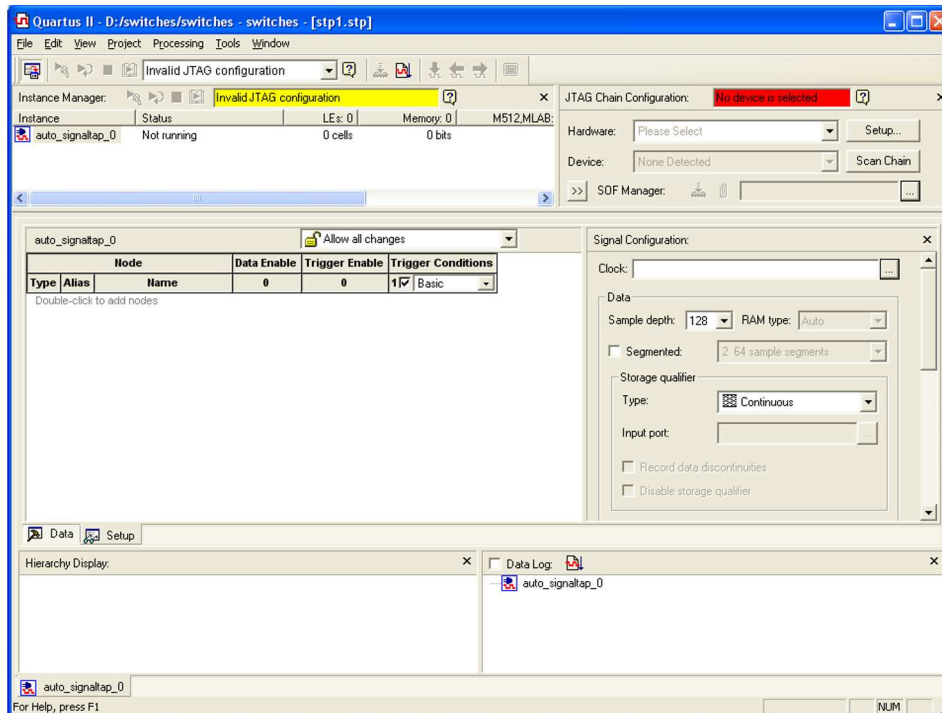 Quartus II - D:/switches/switches - switches - [stp1.stp]
File Edit View Project Processing Tools Window
Invalid JTAG configuration
Instance Manager: Invalid JTAG configuration
Instance Status LEs: 0 Memory: 0 M512,MLAB:
auto_signaltap_0 Not running 0 cells 0 bits
JTAG Chain Configuration: No device is selected
Hardware: Please Select Setup...
Device: None Detected Scan Chain
>> SOF Manager: ...
auto_signaltap_0 Allow all changes
Node Data Enable Trigger Enable Trigger Conditions
Type Alias Name 0 0 1 Basic
Double-click to add nodes
Signal Configuration:
Clock: ...
Data
Sample depth: 128 RAM type: Auto
Segmented: 2 64 sample segments
Storage qualifier
Type: Continuous
Input port: ...
Record data discontinuities
Disable storage qualifier
Data Setup
Hierarchy Display:
Data Log:
auto_signaltap_0
auto_signaltap_0
For Help, press F1 NUM